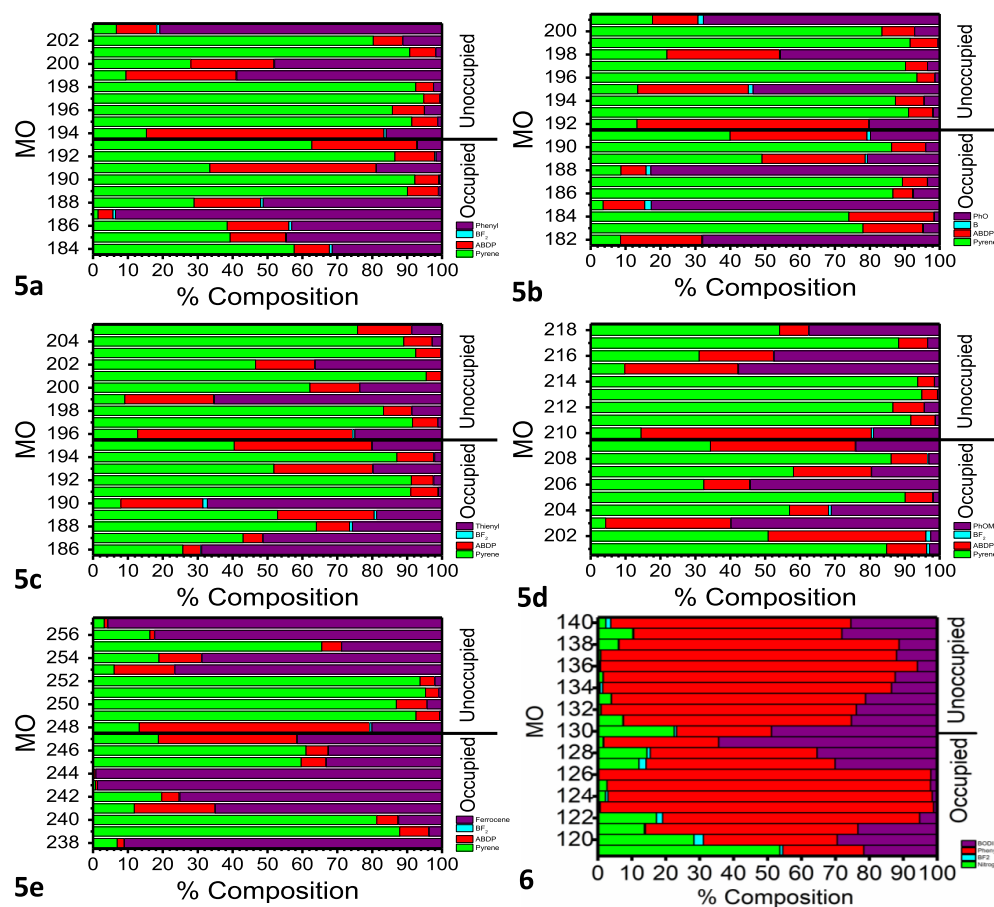 202
200
198
196
194
192
190
188
186
184
MO
Unoccupied
Occupied
Phenyl
BF2
ABDP
Pyrene
0 10 20 30 40 50 60 70 80 90 100
% Composition
5a
200
198
196
194
192
190
188
186
184
182
MO
Unoccupied
Occupied
PhO
B
ABDP
Pyrene
0 10 20 30 40 50 60 70 80 90 100
% Composition
5b
204
202
200
198
196
194
192
190
188
186
MO
Unoccupied
Occupied
Thienyl
BF2
ABDP
Pyrene
0 10 20 30 40 50 60 70 80 90 100
% Composition
5c
218
216
214
212
210
208
206
204
202
MO
Unoccupied
Occupied
PhOM
BF2
ABDP
Pyrene
0 10 20 30 40 50 60 70 80 90 100
% Composition
5d
256
254
252
250
248
246
244
242
240
238
MO
Unoccupied
Occupied
Ferrocene
BF2
ABDP
Pyrene
0 10 20 30 40 50 60 70 80 90 100
% Composition
5e
140
138
136
134
132
130
128
126
124
122
120
MO
Unoccupied
Occupied
BODI
Phen
BF2
Nitrog
0 10 20 30 40 50 60 70 80 90 100
% Composition
6